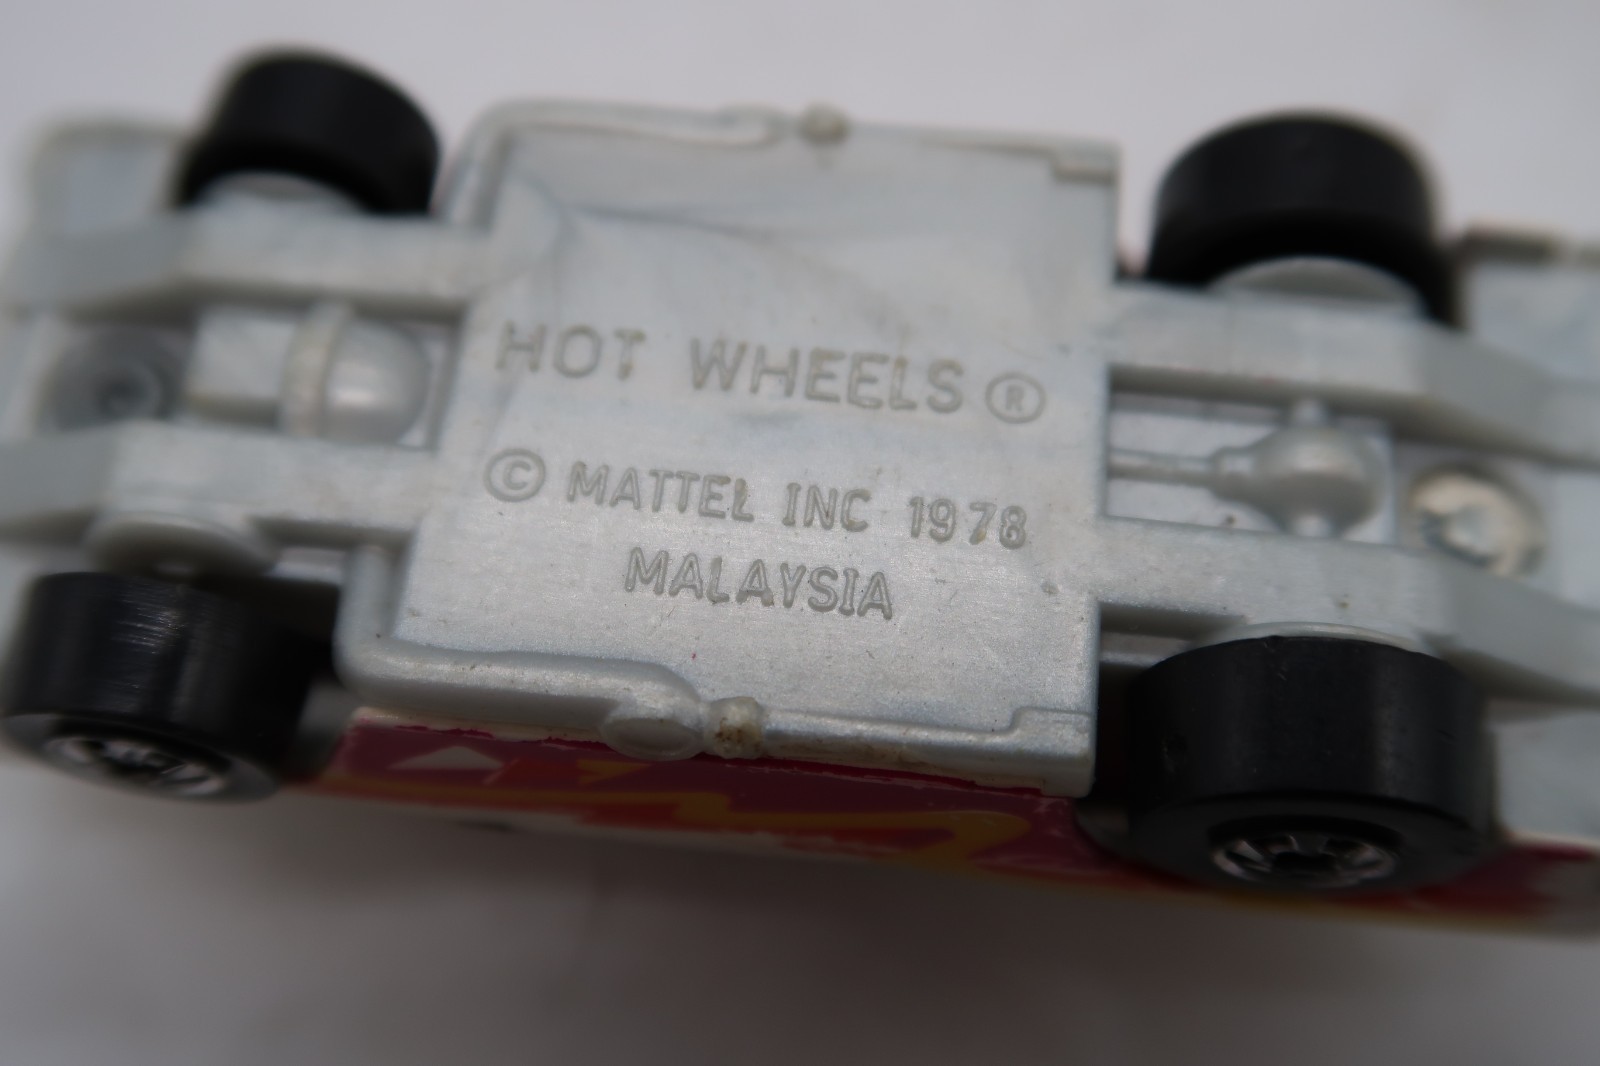 HOT WHEELS ®
© MATTEL INC 1978
MALAYSIA